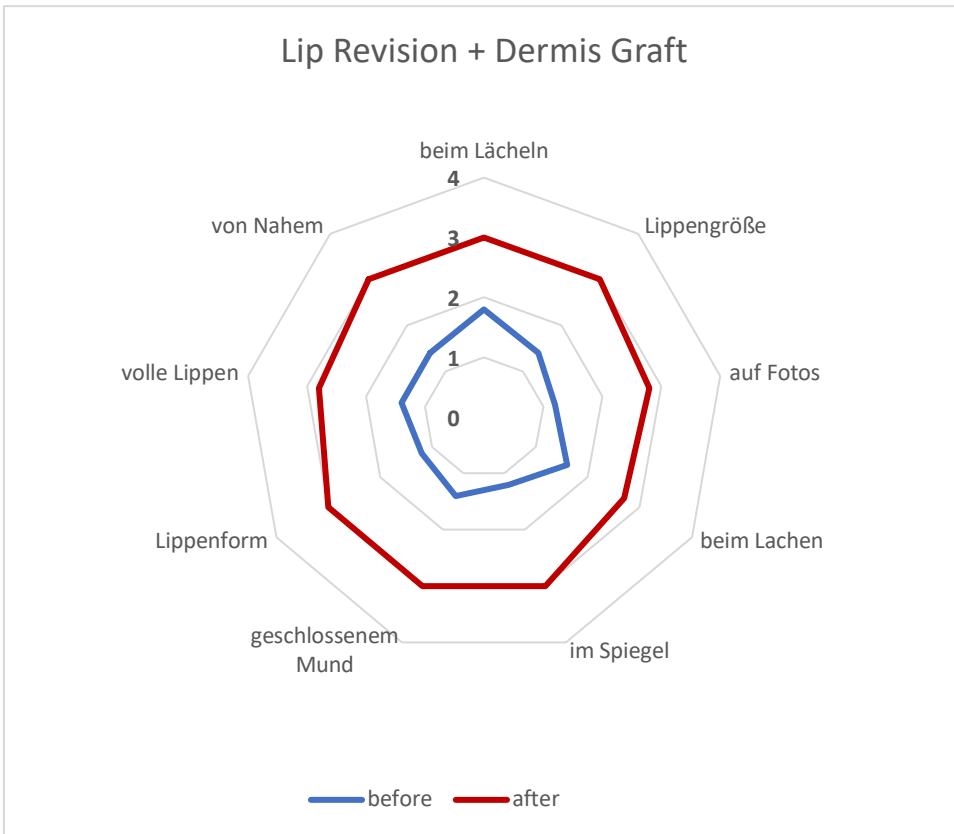 Lip Revision + Dermis Graft
beim Lächeln
4
von Nahem
Lippengröße
3
2
volle Lippen
auf Fotos
1
0
Lippenform
beim Lachen
geschlossenem
Mund
im Spiegel
before
after